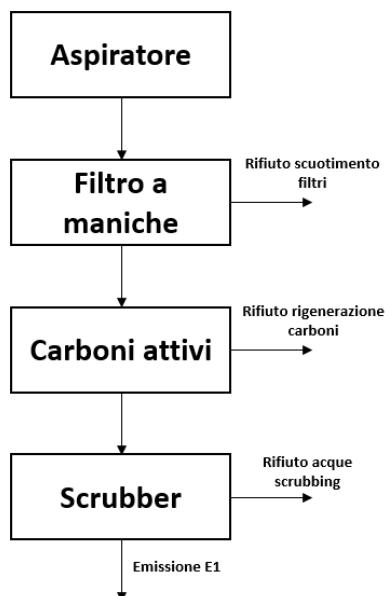 Aspiratore
Filtro a
maniche
Rifiuto scuotimento
filtri
Carboni attivi
Rifiuto rigenerazione
carboni
Scrubber
Rifiuto acque
scrubbing
Emissione E1